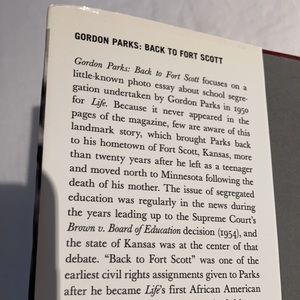 GORDON PARKS: BACK TO FORT SCOTT
Gordon Parks: Back to Fort Scott focuses on a
little-known photo essay about school segre-
gation undertaken by Gordon Parks in 1950
for Life. Because it never appeared in the
pages of the magazine, few are aware of this
landmark story, which brought Parks back
to his hometown of Fort Scott, Kansas, more
than twenty years after he left as a teenager
and moved north to Minnesota following the
death of his mother. The issue of segregated
education was regularly in the news during
the years leading up to the Supreme Court's
Brown v. Board of Education decision (1954), and
the state of Kansas was at the center of that
debate. "Back to Fort Scott" was one of the
earliest civil rights assignments given to Parks
after he became Life's first African American